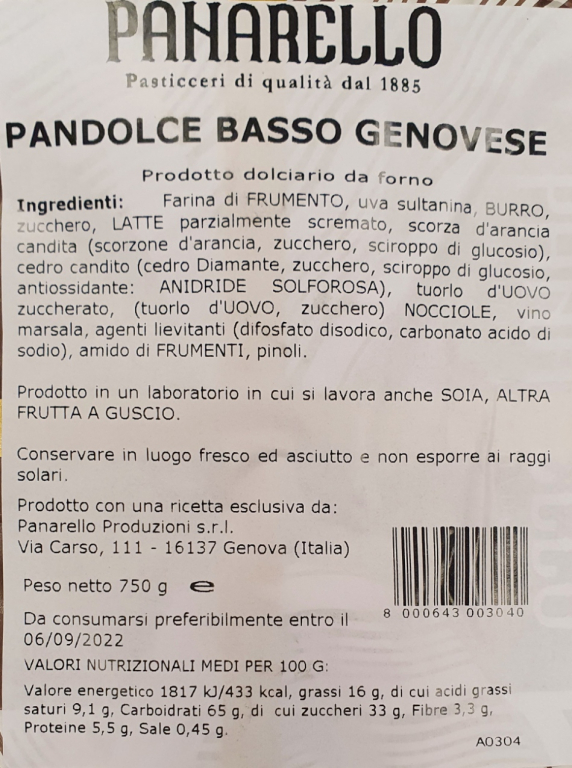 PANARELLO
Pasticceri di qualità dal 1885
PANDOLCE BASSO GENOVESE
Prodotto dolciario da forno
Ingredienti: Farina di FRUMENTO, uva sultanina, BURRO,
zucchero, LATTE parzialmente scremato, scorza d'arancia
candita (scorzone d'arancia, zucchero, sciroppo di glucosio),
cedro candito (cedro Diamante, zucchero, sciroppo di glucosio,
antiossidante: ANIDRIDE SOLFOROSA), tuorlo d'UOVO
zuccherato, (tuorlo d'UOVO, zucchero) NOCCIOLE, vino
marsala, agenti lievitanti (difosfato disodico, carbonato acido di
sodio), amido di FRUMENTI, pinoli.
Prodotto in un laboratorio in cui si lavora anche SOIA, ALTRA
FRUTTA A GUSCIO.
Conservare in luogo fresco ed asciutto e non esporre ai raggi
solari.
Prodotto con una ricetta esclusiva da:
Panarello Produzioni s.r.l.
Via Carso, 111 - 16137 Genova (Italia)
Peso netto 750 g e
8 000643 003040
Da consumarsi preferibilmente entro il
06/09/2022
VALORI NUTRIZIONALI MEDI PER 100 G:
Valore energetico 1817 kJ/433 kcal, grassi 16 g, di cui acidi grassi
saturi 9,1 g, Carboidrati 65 g, di cui zuccheri 33 g, Fibre 3,3 g,
Proteine 5,5 g, Sale 0,45 g.
A0304